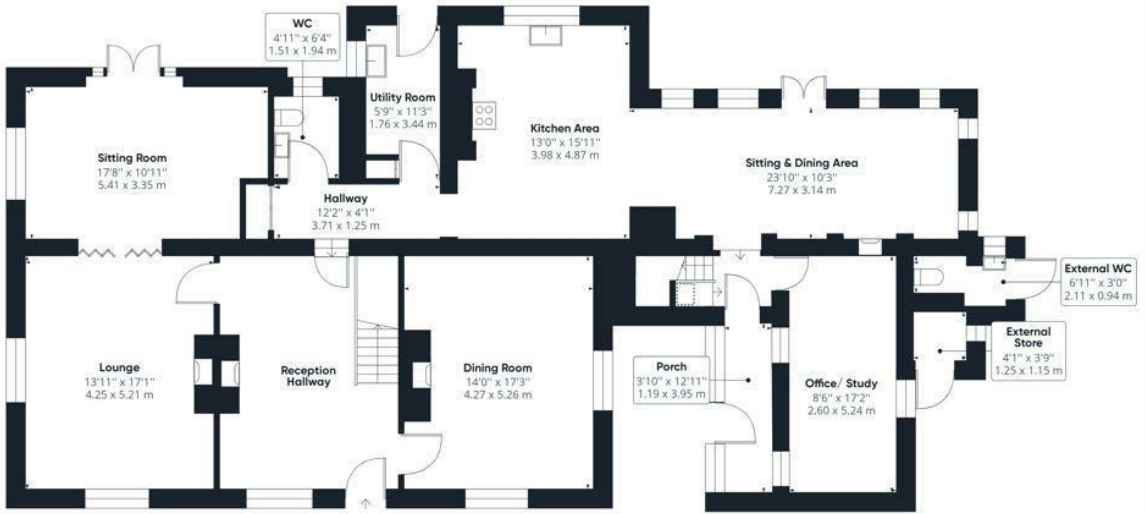 WC
4'11" x 6'4"
1.51 x 1.94 m
Utility Room
5'9" x 11'3"
1.76 x 3.44 m
Kitchen Area
13'0" x 15'11"
3.98 x 4.87 m
Sitting Room
17'8" x 10'11"
5.41 x 3.35 m
Sitting & Dining Area
23'10" x 10'3"
7.27 x 3.14 m
Hallway
12'2" x 4'1"
3.71 x 1.25 m
External WC
6'11" x 3'0"
2.11 x 0.94 m
External
Store
4'1" x 3'9"
1.25 x 1.15 m
Lounge
13'11" x 17'1"
4.25 x 5.21 m
Reception
Hallway
Dining Room
14'0" x 17'3"
4.27 x 5.26 m
Porch
3'10" x 12'11"
1.19 x 3.95 m
Office/ Study
8'6" x 17'2"
2.60 x 5.24 m